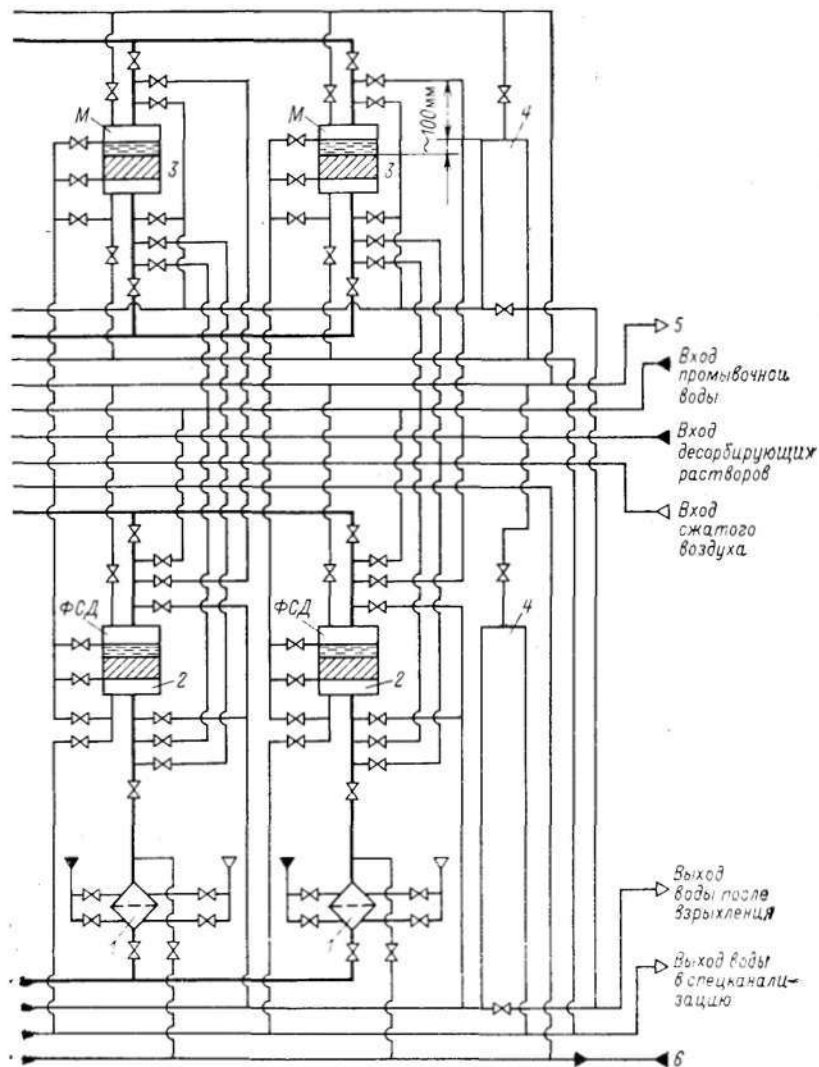 М
М
4
~100мм
3
3
5
Вход
промывочной
воды
Вход
десорбирующих
растворов
Вход
сжатого
воздуха
ФСД
ФСД
4
2
2
Выход
воды после
взрыхления
1
1
Выход воды
в спецканали-
зацию
6